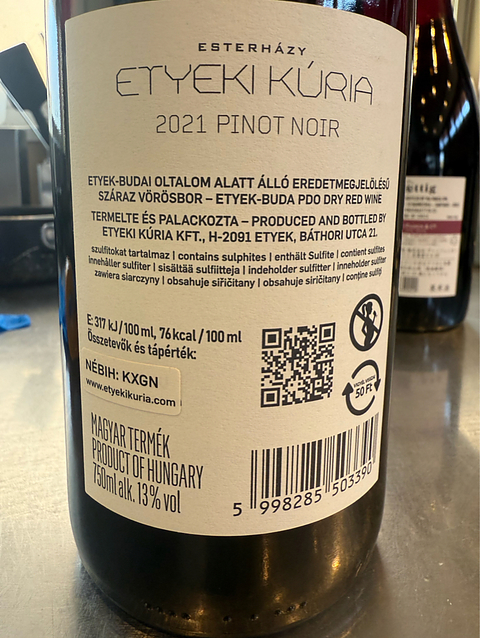 ESTERHÁZY
ETYEKI KÚRIA
2021 PINOT NOIR
ETYEK-BUDAI OLTALOM ALATT ÁLLÓ EREDETMEGJELÖLÉSŰ
SZÁRAZ VÖRÖSBOR – ETYEK-BUDA PDO DRY RED WINE
TERMELTE ÉS PALACKOZTA – PRODUCED AND BOTTLED BY
ETYEKI KÚRIA KFT., H-2091 ETYEK, BÁTHORI UTCA 21.
szulfitokat tartalmaz | contains sulphites | enthält Sulfite | contient sulfites
innehåller sulfiter | sisältää sulfiitteja | indeholder sulfitter | inneholder sulfitter
zawiera siarczyny | obsahuje siřičitany | obsahuje siričitany | conține sulfiți
E: 317 kJ/100 ml, 76 kcal/100 ml
Összetevők és tápérték:
NÉBIH: KXGN
www.etyekikuria.com
50 Ft
MAGYAR TERMÉK
PRODUCT OF HUNGARY
750ml alk. 13% vol
5 998285 503390
ettig